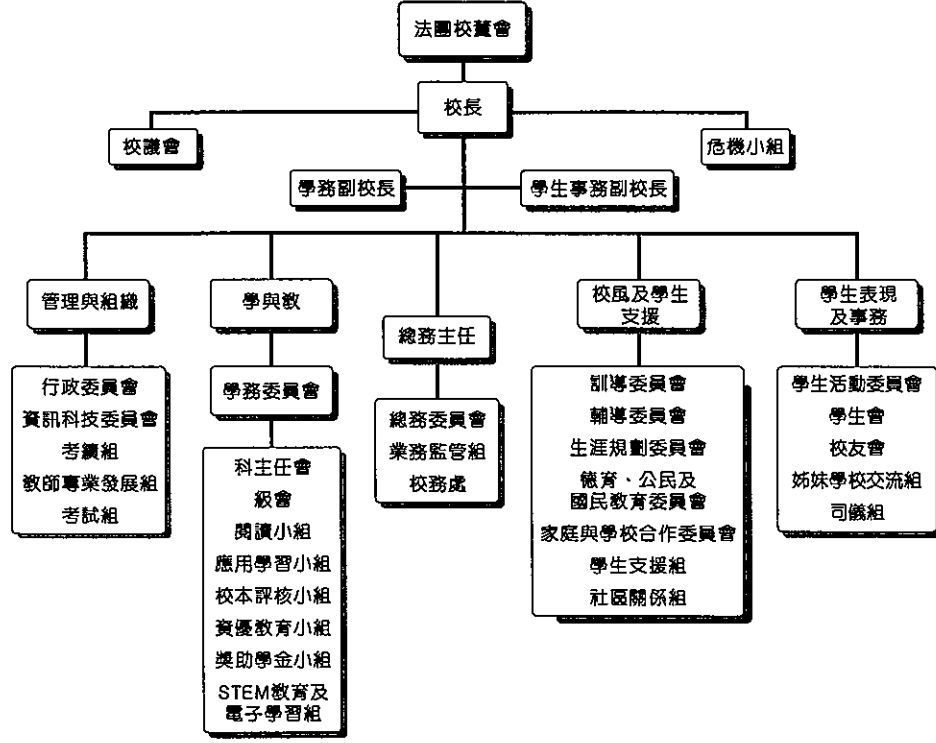 法團校董會
校長
校議會
危機小組
學務副校長
學生事務副校長
管理與組織
行政委員會
資訊科技委員會
考績組
教師專業發展組
考試組
學與教
學務委員會
科主任會
級會
閱讀小組
應用學習小組
校本評核小組
資優教育小組
獎助學金小組
STEM教育及
電子學習組
總務主任
總務委員會
業務監管組
校務處
校風及學生
支援
訓導委員會
輔導委員會
生涯規劃委員會
德育、公民及
國民教育委員會
家庭與學校合作委員會
學生支援組
社區關係組
學生表現
及事務
學生活動委員會
學生會
校友會
姊妹學校交流組
司儀組